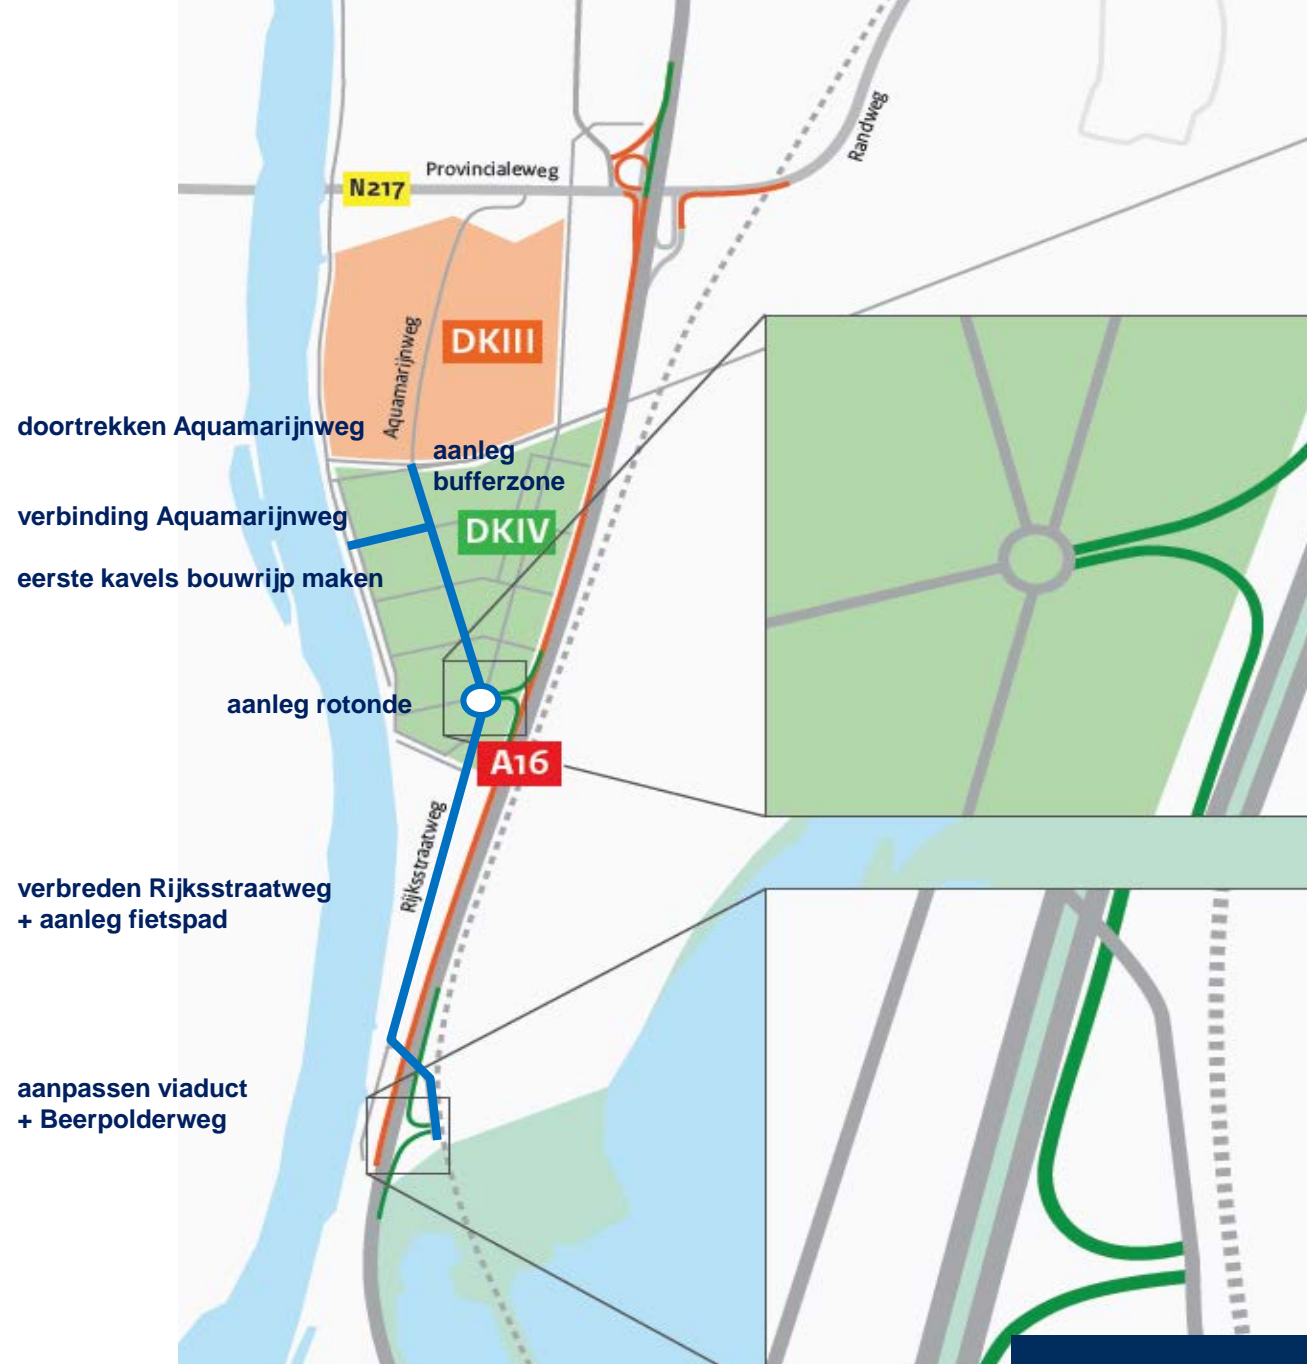 Provincialeweg
N217
Randweg
DKIII
Aquamarijnweg
doortrekken Aquamarijnweg
aanleg
bufferzone
verbinding Aquamarijnweg
DKIV
eerste kavels bouwrijp maken
aanleg rotonde
A16
Rijksstraatweg
verbreden Rijksstraatweg
+ aanleg fietspad
aanpassen viaduct
+ Beerpolderweg